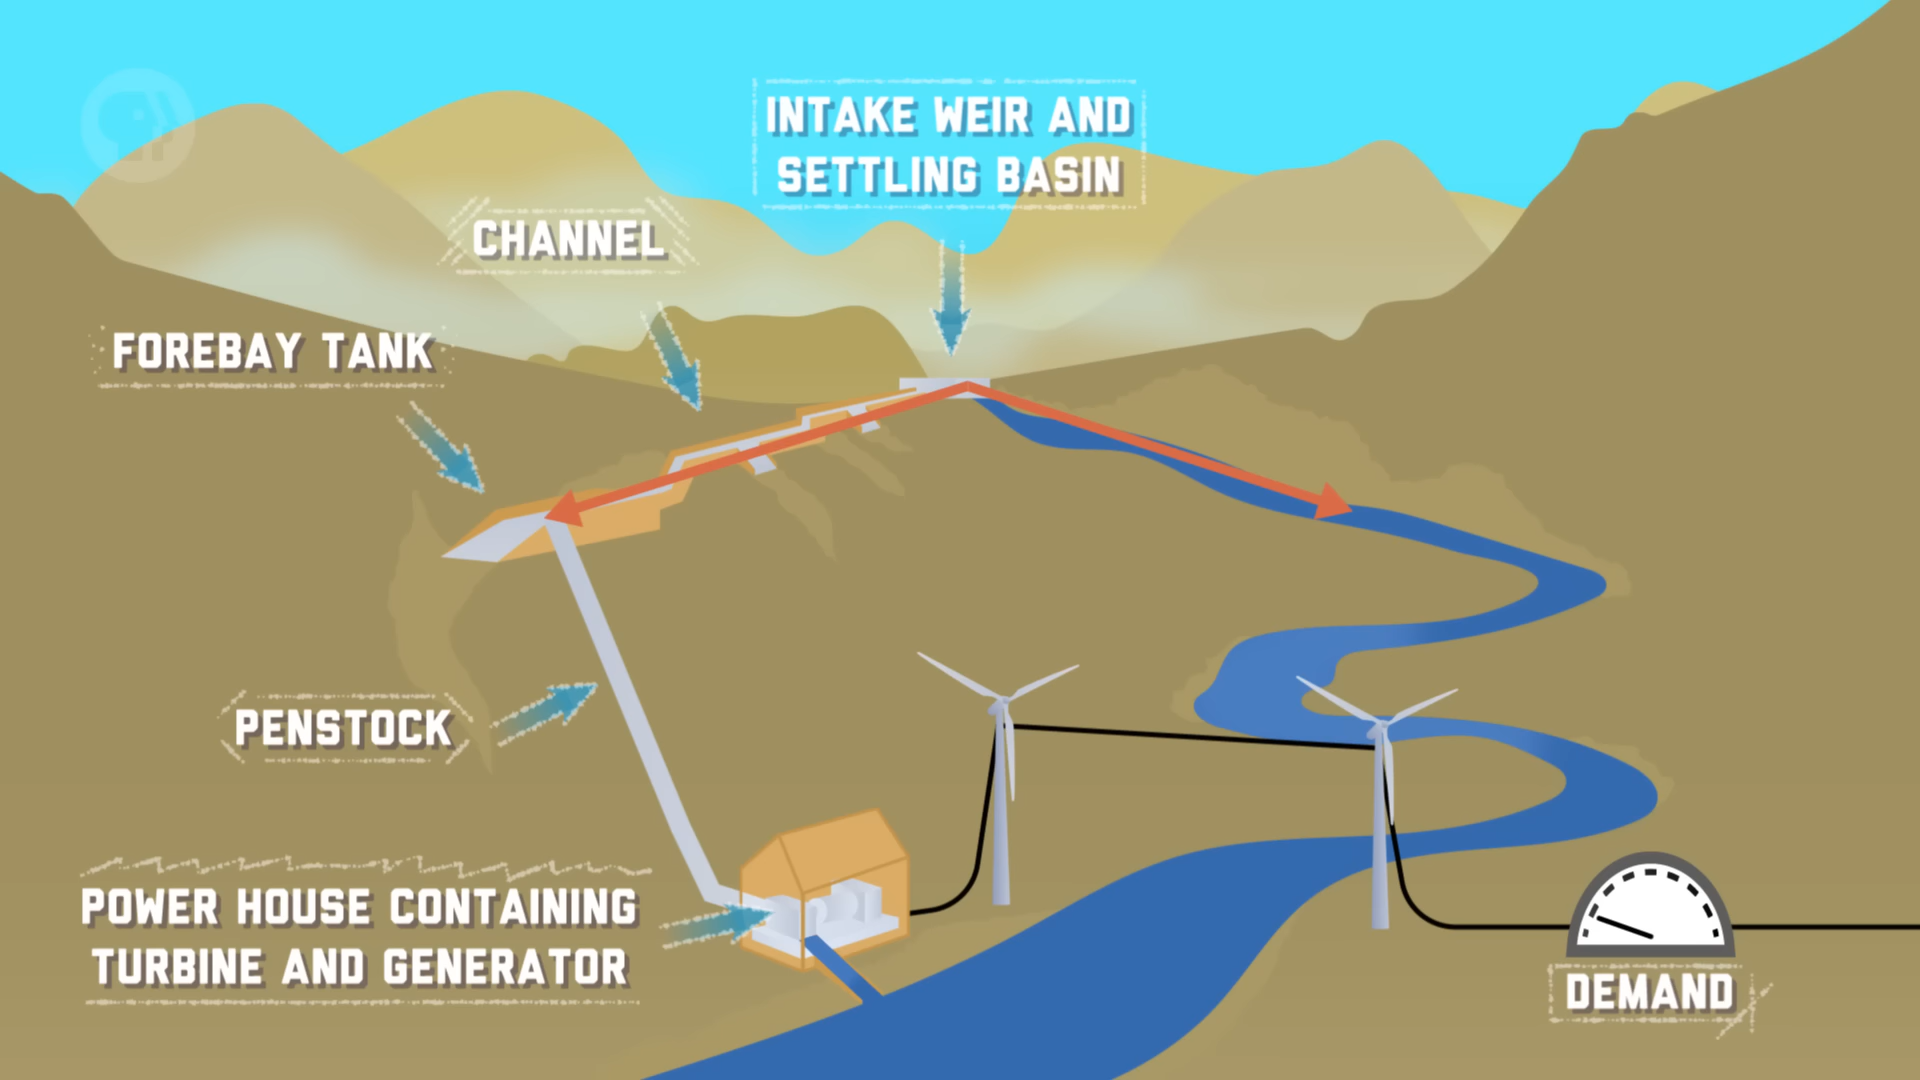 INTAKE WEIR AND
SETTLING BASIN
CHANNEL
FOREBAY TANK
PENSTOCK
POWER HOUSE CONTAINING
TURBINE AND GENERATOR
DEMAND